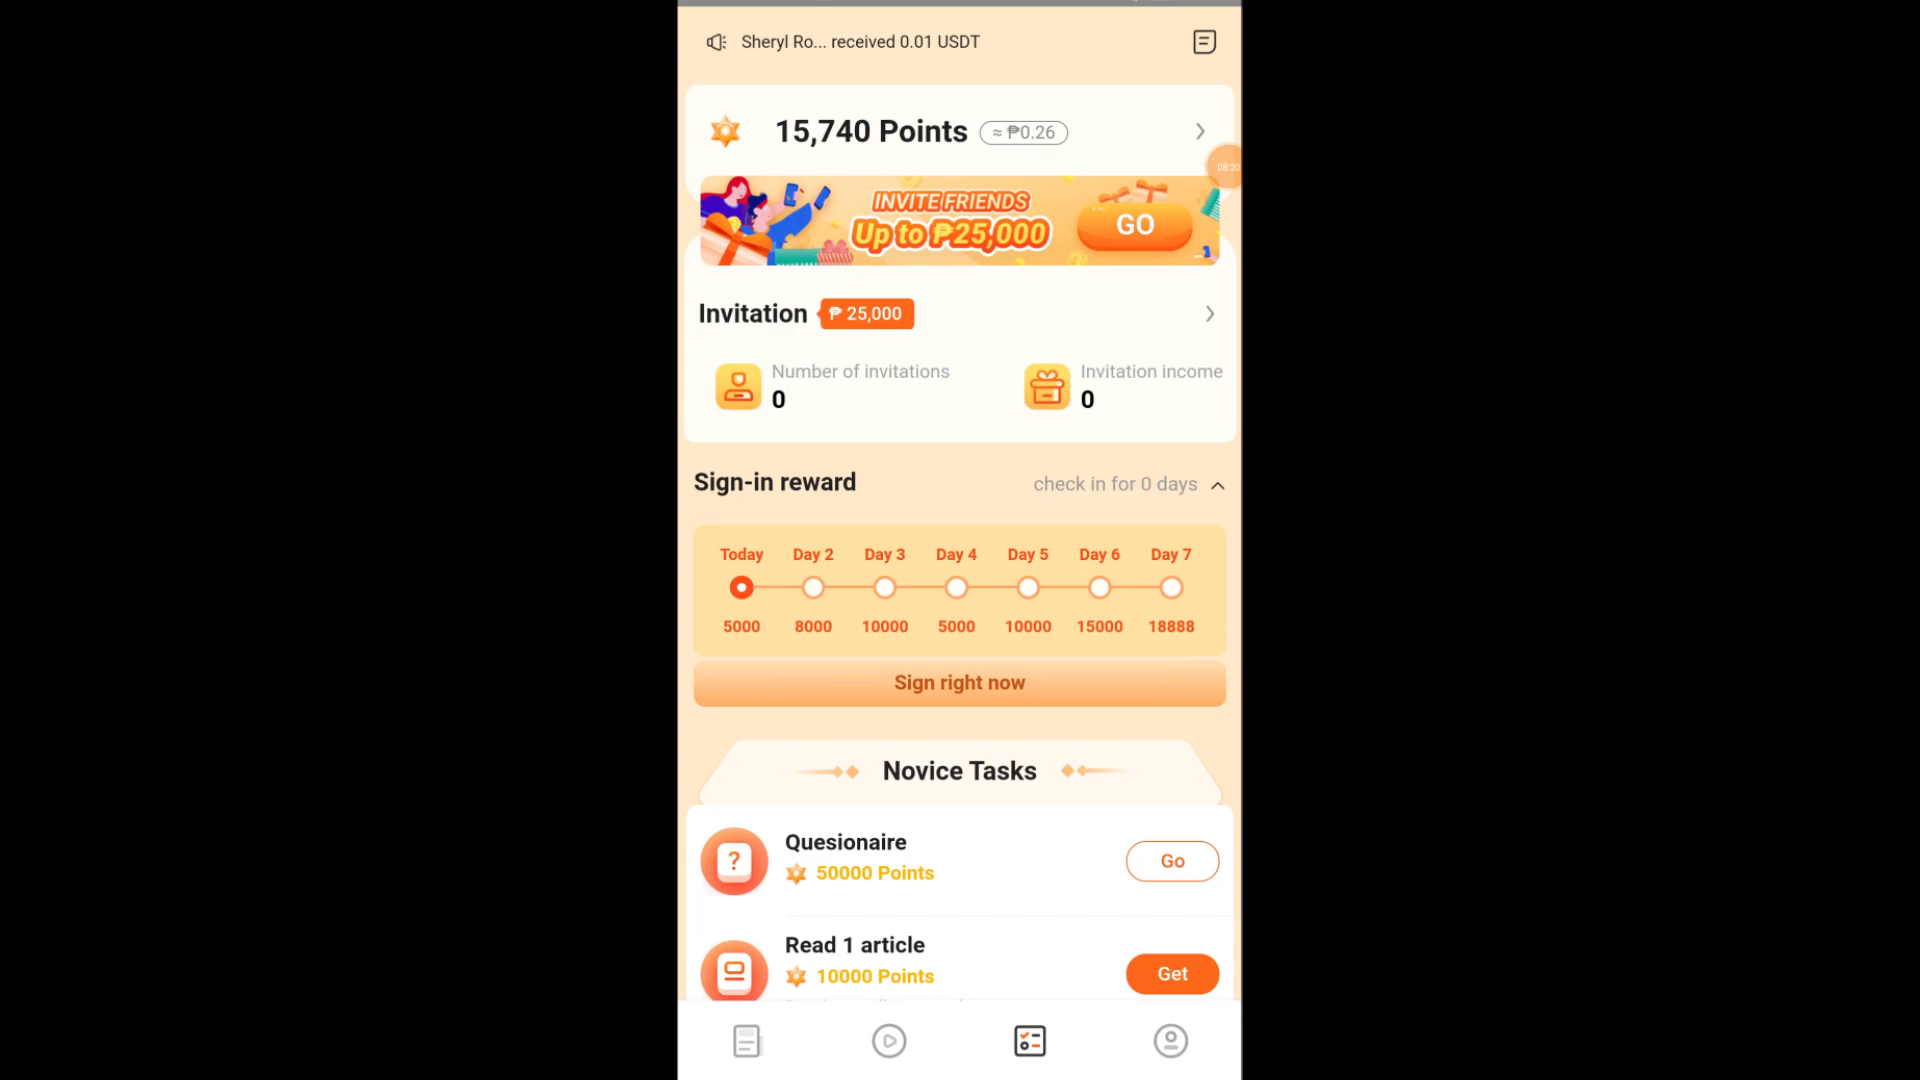 Sheryl Ro... received 0.01 USDT
15,740 Points ≈ ₱0.26
08:20
INVITE FRIENDS
Up to ₱25,000
GO
Invitation ₱ 25,000
Number of invitations
0
Invitation income
0
Sign-in reward check in for 0 days
Today Day 2 Day 3 Day 4 Day 5 Day 6 Day 7
5000 8000 10000 5000 10000 15000 18888
Sign right now
Novice Tasks
Quesionaire
50000 Points
Go
Read 1 article
10000 Points
Get